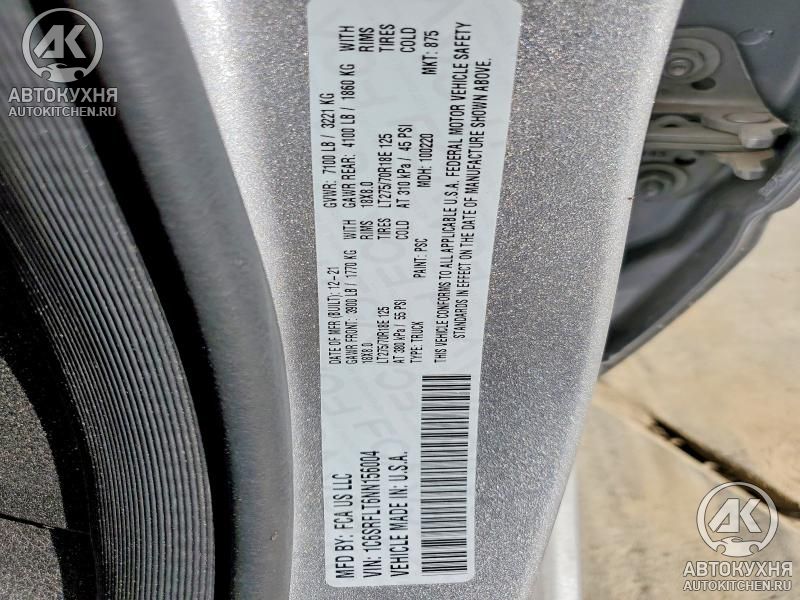 MFD BY: FCA US LLC
DATE OF MFR (BUILT): 12-21
GVWR: 7100 LB / 3221 KG
GAWR FRONT: 3900 LB / 1770 KG WITH
GAWR REAR: 4100 LB / 1860 KG WITH
18X8.0 RIMS
18X8.0 RIMS
LT275/70R18E 125 TIRES
LT275/70R18E 125 TIRES
AT 380 kPa / 55 PSI COLD
AT 310 kPa / 45 PSI COLD
VIN: 1C6SRFLT6NN156004
TYPE: TRUCK
PAINT: PSC
MDH: 100220
MKT: 875
VEHICLE MADE IN: U.S.A.
THIS VEHICLE CONFORMS TO ALL APPLICABLE U.S.A. FEDERAL MOTOR VEHICLE SAFETY
STANDARDS IN EFFECT ON THE DATE OF MANUFACTURE SHOWN ABOVE.
АК
АВТОКУХНЯ
AUTOKITCHEN.RU
АК
АВТОКУХНЯ
AUTOKITCHEN.RU